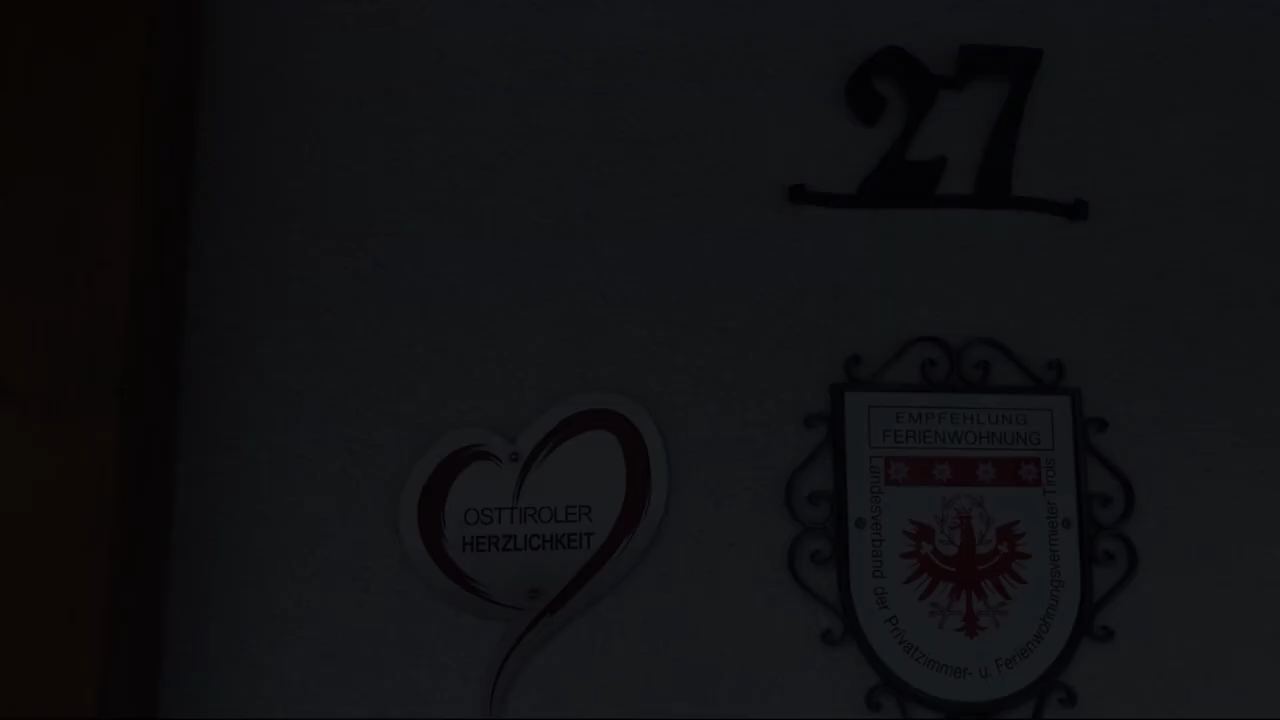 27
OSTTIROLER
HERZLICHKEIT
EMPFEHLUNG
FERIENWOHNUNG
Landesverband der Privatzimmer- u. Ferienwohnungsvermieter Tirols